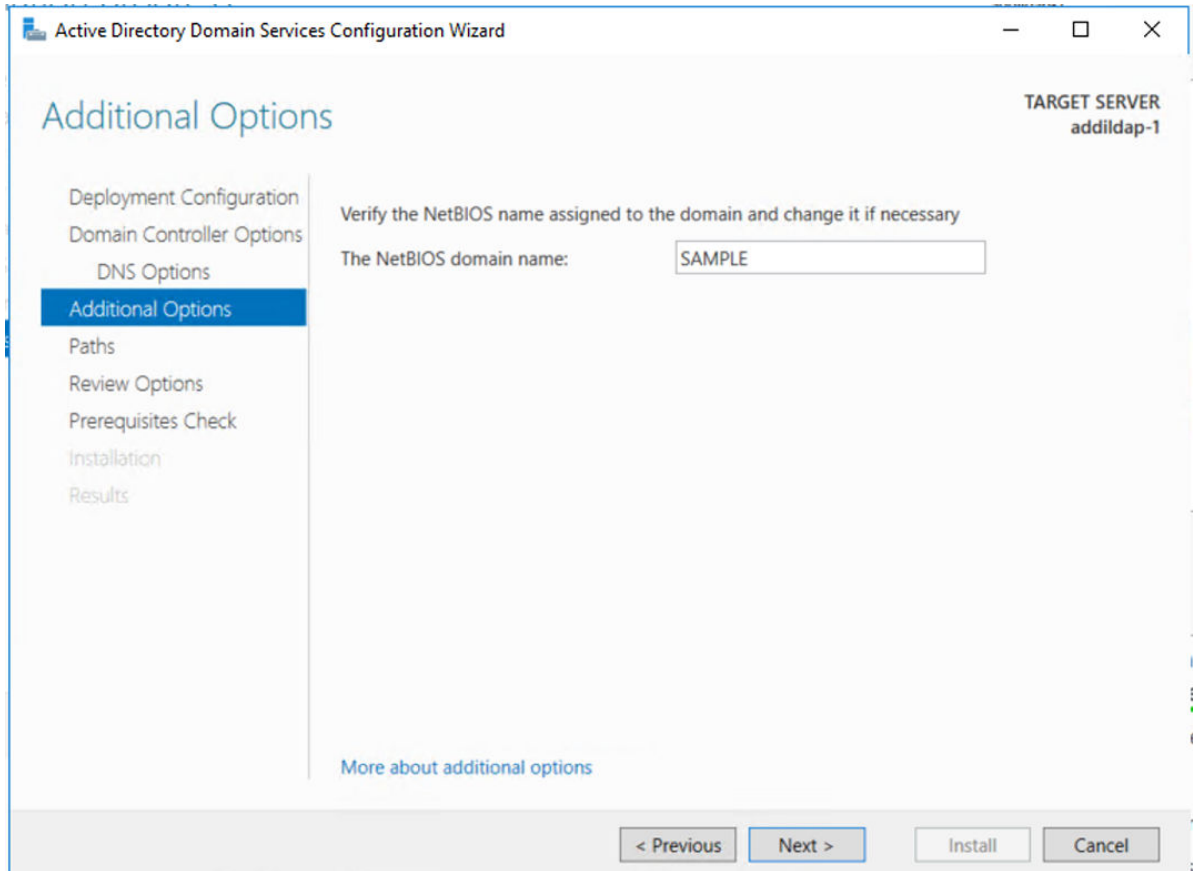 Active Directory Domain Services Configuration Wizard
Additional Options
TARGET SERVER
addildap-1
Deployment Configuration
Domain Controller Options
DNS Options
Additional Options
Paths
Review Options
Prerequisites Check
Installation
Results
Verify the NetBIOS name assigned to the domain and change it if necessary
The NetBIOS domain name: SAMPLE
More about additional options
< Previous Next > Install Cancel